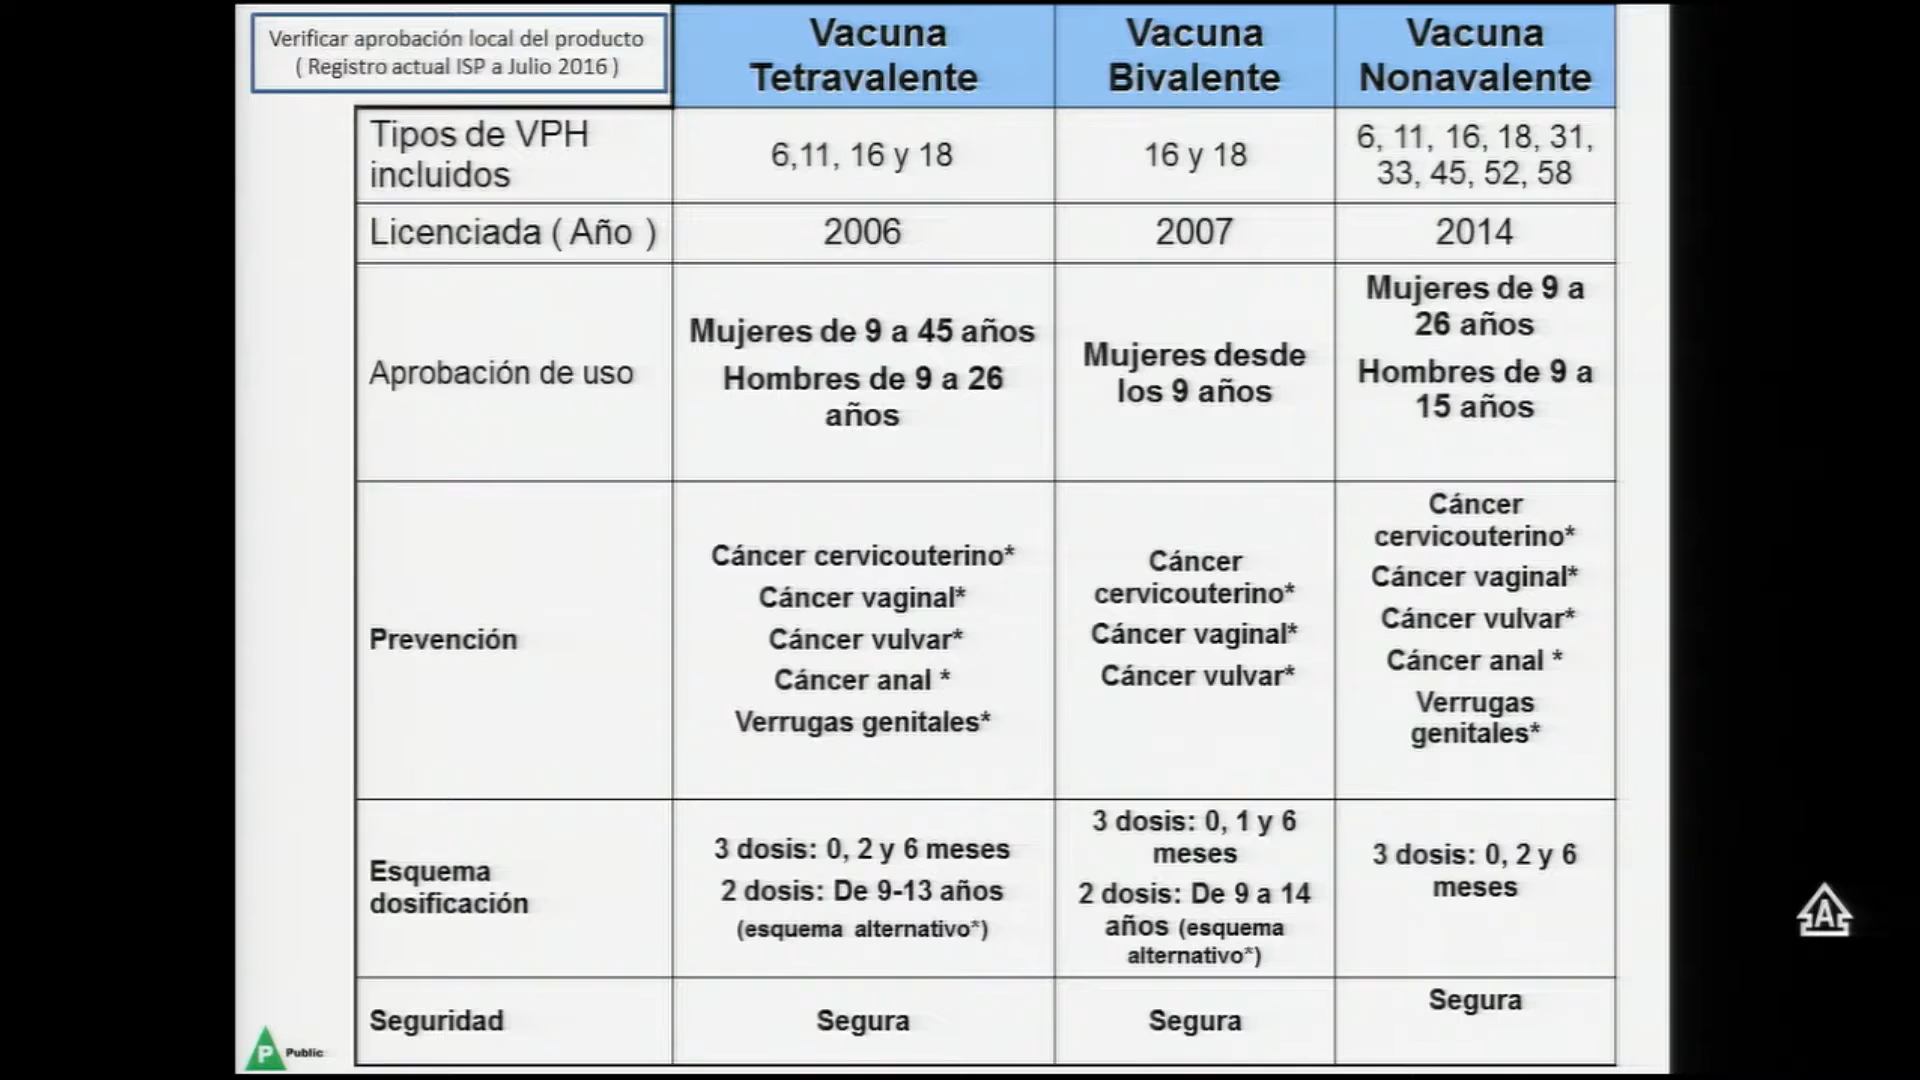 Verificar aprobación local del producto
( Registro actual ISP a Julio 2016 )
Vacuna
Tetravalente
Vacuna
Bivalente
Vacuna
Nonavalente
Tipos de VPH
incluidos
6,11, 16 y 18
16 y 18
6, 11, 16, 18, 31,
33, 45, 52, 58
Licenciada ( Año )
2006
2007
2014
Aprobación de uso
Mujeres de 9 a 45 años
Hombres de 9 a 26
años
Mujeres desde
los 9 años
Mujeres de 9 a
26 años
Hombres de 9 a
15 años
Prevención
Cáncer cervicouterino*
Cáncer vaginal*
Cáncer vulvar*
Cáncer anal *
Verrugas genitales*
Cáncer
cervicouterino*
Cáncer vaginal*
Cáncer vulvar*
Cáncer
cervicouterino*
Cáncer vaginal*
Cáncer vulvar*
Cáncer anal *
Verrugas
genitales*
Esquema
dosificación
3 dosis: 0, 2 y 6 meses
2 dosis: De 9-13 años
(esquema alternativo*)
3 dosis: 0, 1 y 6
meses
2 dosis: De 9 a 14
años (esquema
alternativo*)
3 dosis: 0, 2 y 6
meses
Seguridad
Segura
Segura
Segura
P Public
A